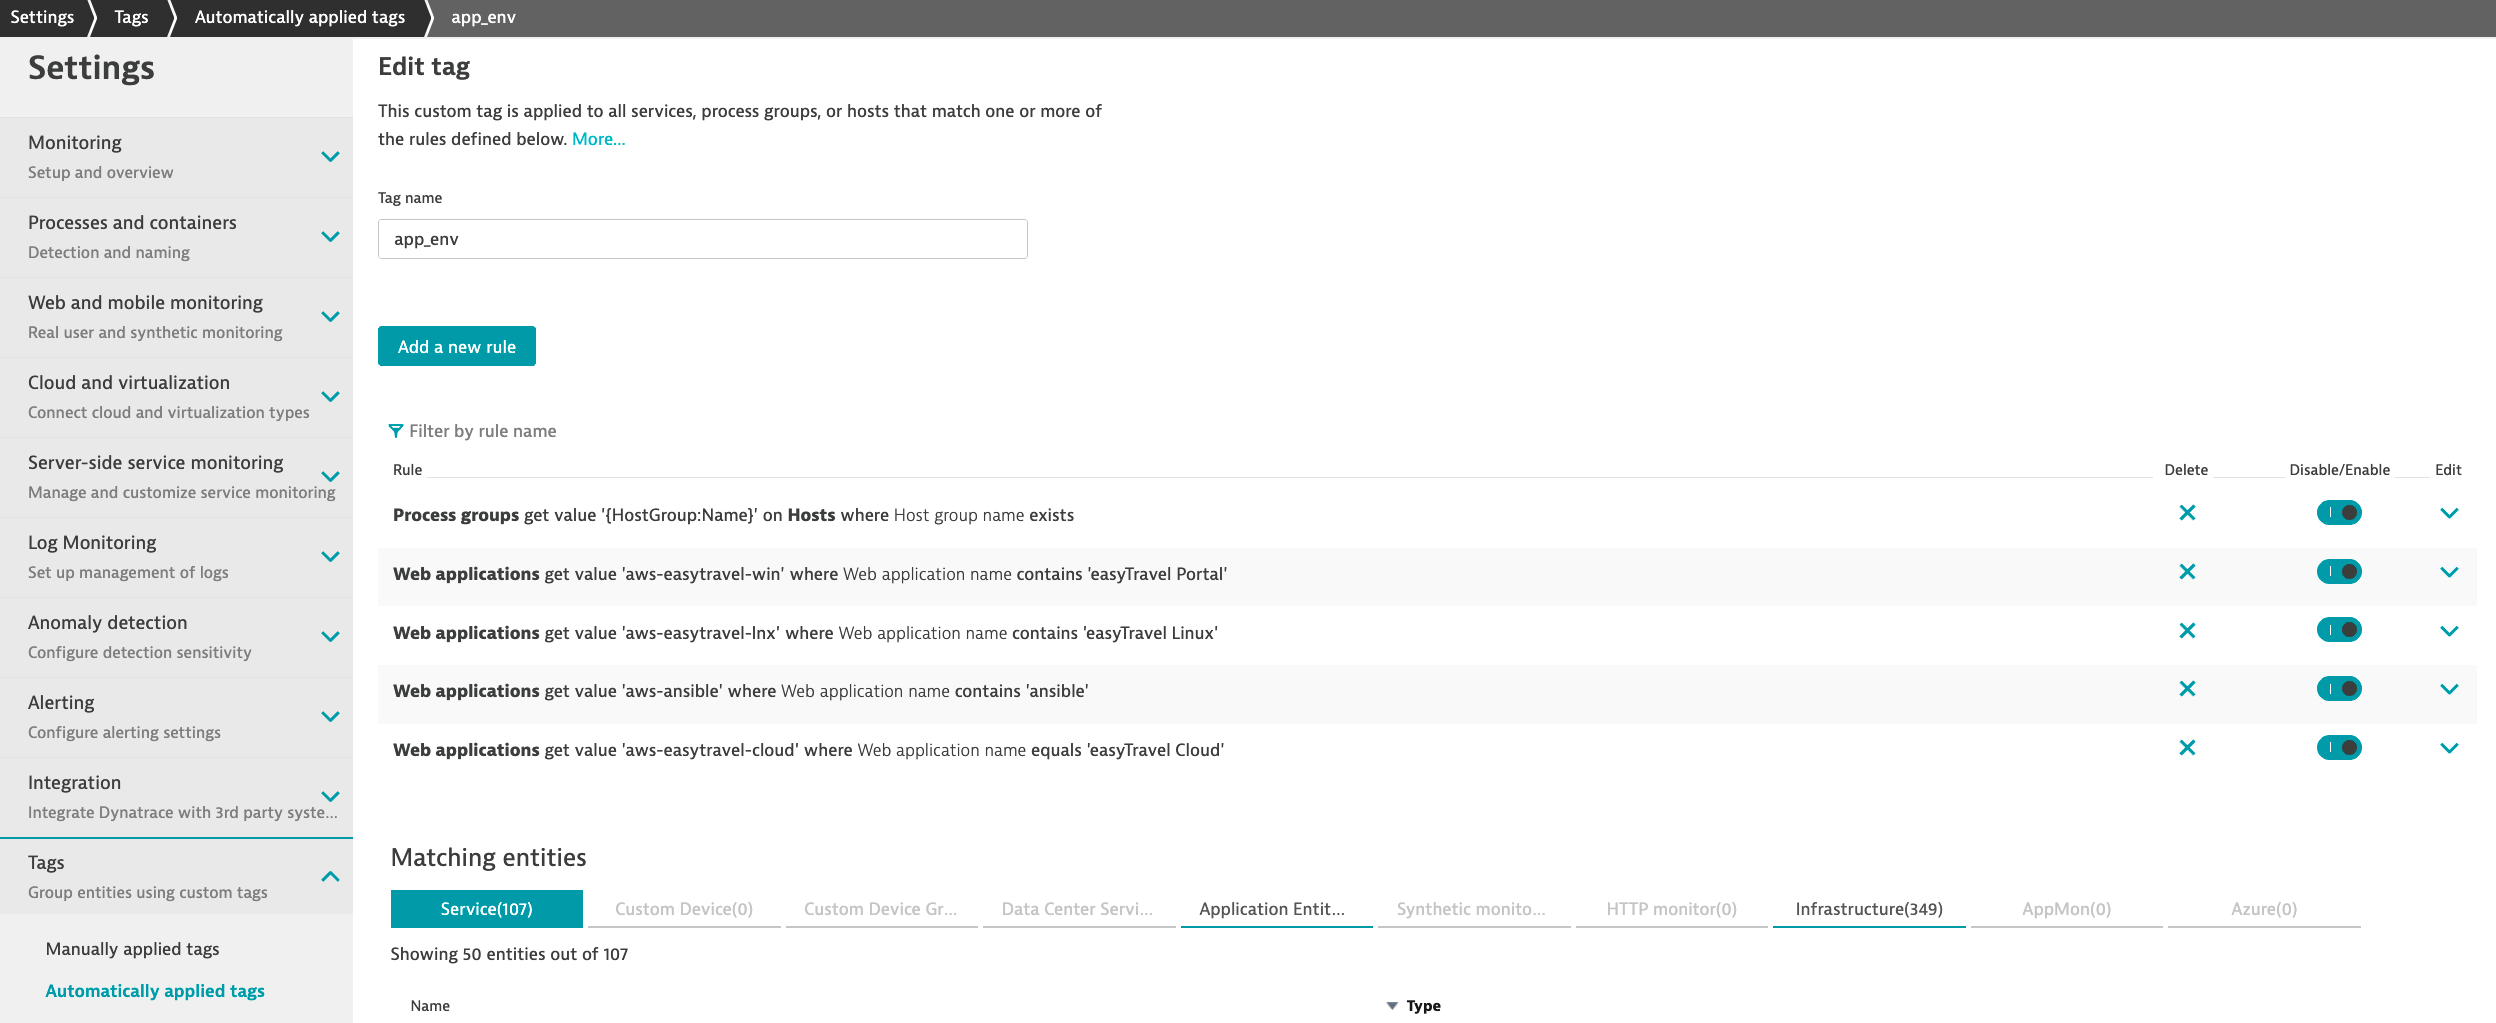 Settings
Tags
Automatically applied tags
app_env
Settings
Monitoring
Setup and overview
Processes and containers
Detection and naming
Web and mobile monitoring
Real user and synthetic monitoring
Cloud and virtualization
Connect cloud and virtualization types
Server-side service monitoring
Manage and customize service monitoring
Log Monitoring
Set up management of logs
Anomaly detection
Configure detection sensitivity
Alerting
Configure alerting settings
Integration
Integrate Dynatrace with 3rd party syste...
Tags
Group entities using custom tags
Manually applied tags
Automatically applied tags
Edit tag
This custom tag is applied to all services, process groups, or hosts that match one or more of
the rules defined below. More...
Tag name
app_env
Add a new rule
Filter by rule name
Rule Delete Disable/Enable Edit
Process groups get value '{HostGroup:Name}' on Hosts where Host group name exists
Web applications get value 'aws-easytravel-win' where Web application name contains 'easyTravel Portal'
Web applications get value 'aws-easytravel-lnx' where Web application name contains 'easyTravel Linux'
Web applications get value 'aws-ansible' where Web application name contains 'ansible'
Web applications get value 'aws-easytravel-cloud' where Web application name equals 'easyTravel Cloud'
Matching entities
Service(107) Custom Device(0) Custom Device Gr... Data Center Servi... Application Entit... Synthetic monito... HTTP monitor(0) Infrastructure(349) AppMon(0) Azure(0)
Showing 50 entities out of 107
Name Type